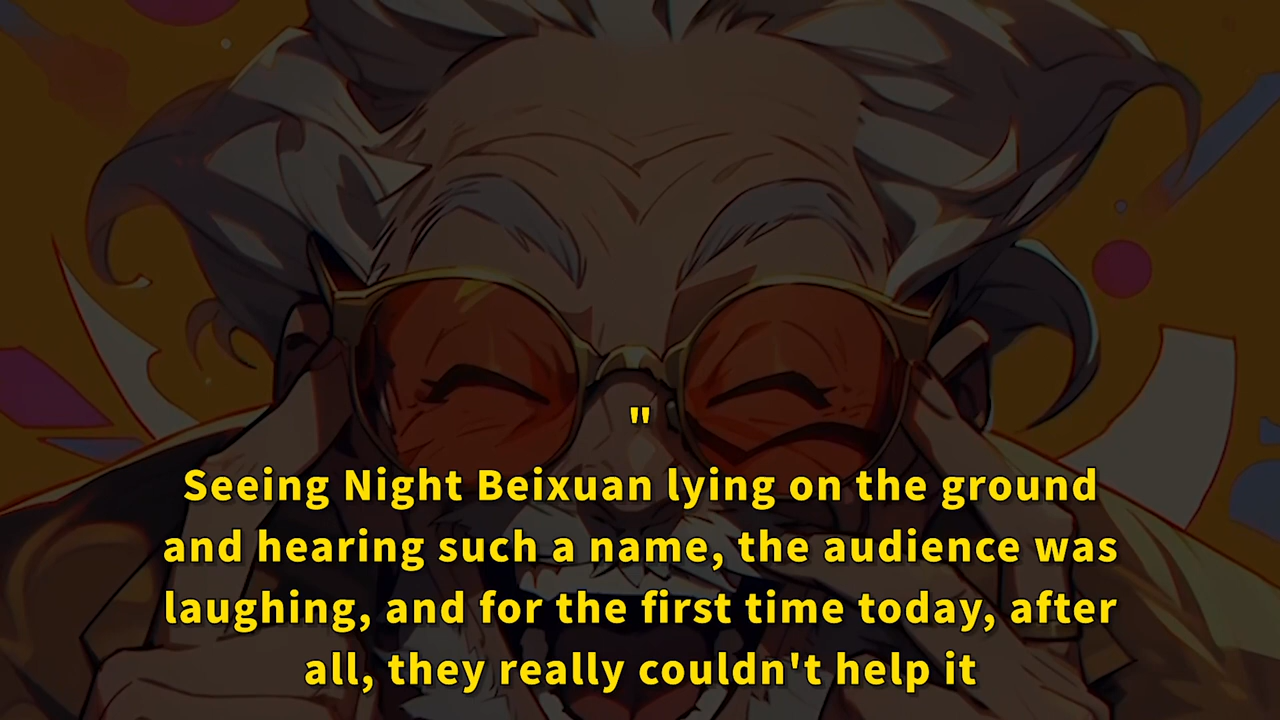 "
Seeing Night Beixuan lying on the ground
and hearing such a name, the audience was
laughing, and for the first time today, after
all, they really couldn't help it